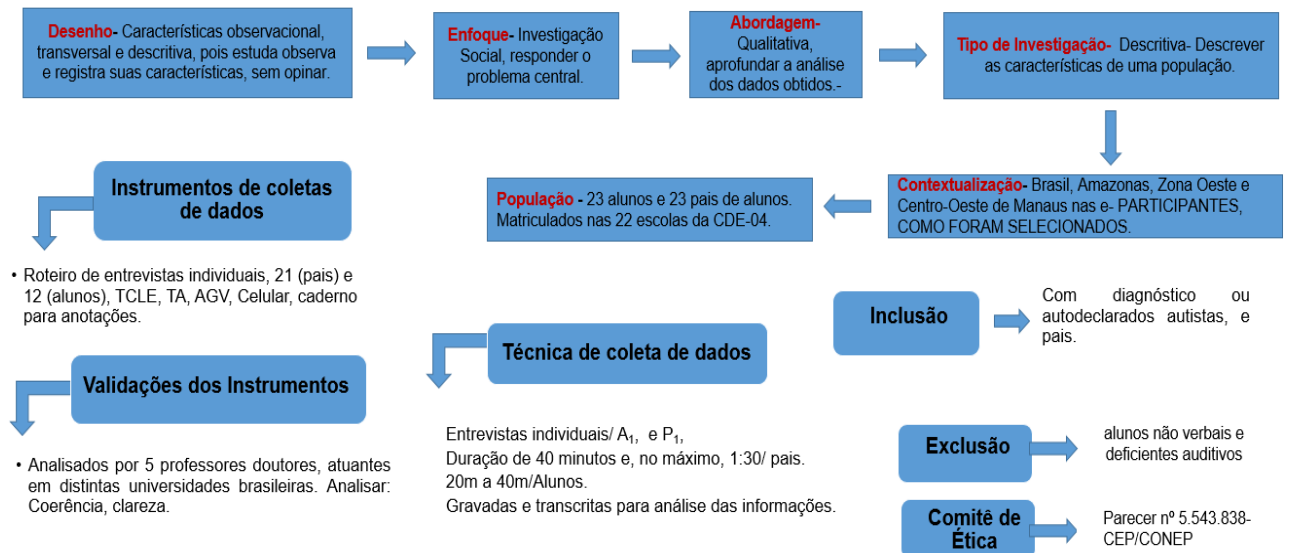 Desenho- Características observacional,
transversal e descritiva, pois estuda observa
e registra suas características, sem opinar.
Enfoque- Investigação
Social, responder o
problema central.
Abordagem-
Qualitativa,
aprofundar a análise
dos dados obtidos.-
Tipo de Investigação- Descritiva- Descrever
as características de uma população.
Contextualização- Brasil, Amazonas, Zona Oeste e
Centro-Oeste de Manaus nas e- PARTICIPANTES,
COMO FORAM SELECIONADOS.
População - 23 alunos e 23 pais de alunos.
Matriculados nas 22 escolas da CDE-04.
Instrumentos de coletas
de dados
• Roteiro de entrevistas individuais, 21 (pais) e
12 (alunos), TCLE, TA, AGV, Celular, caderno
para anotações.
Validações dos Instrumentos
• Analisados por 5 professores doutores, atuantes
em distintas universidades brasileiras. Analisar:
Coerência, clareza.
Técnica de coleta de dados
Entrevistas individuais/ A₁, e P₁,
Duração de 40 minutos e, no máximo, 1:30/ pais.
20m a 40m/Alunos.
Gravadas e transcritas para análise das informações.
Inclusão
Com diagnóstico ou
autodeclarados autistas, e
pais.
Exclusão
alunos não verbais e
deficientes auditivos
Comitê de
Ética
Parecer nº 5.543.838-
CEP/CONEP